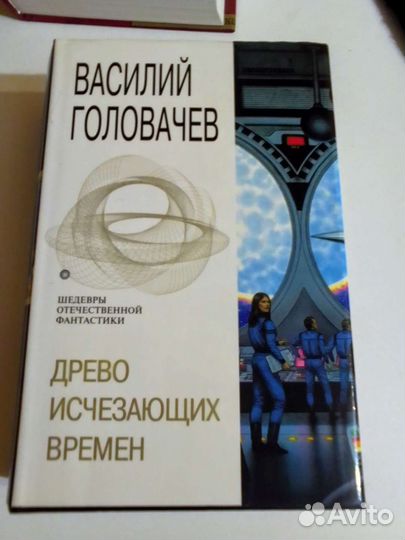 ВАСИЛИЙ
ГОЛОВАЧЕВ
ШЕДЕВРЫ
ОТЕЧЕСТВЕННОЙ
ФАНТАСТИКИ
ДРЕВО
ИСЧЕЗАЮЩИХ
ВРЕМЕН
Avito